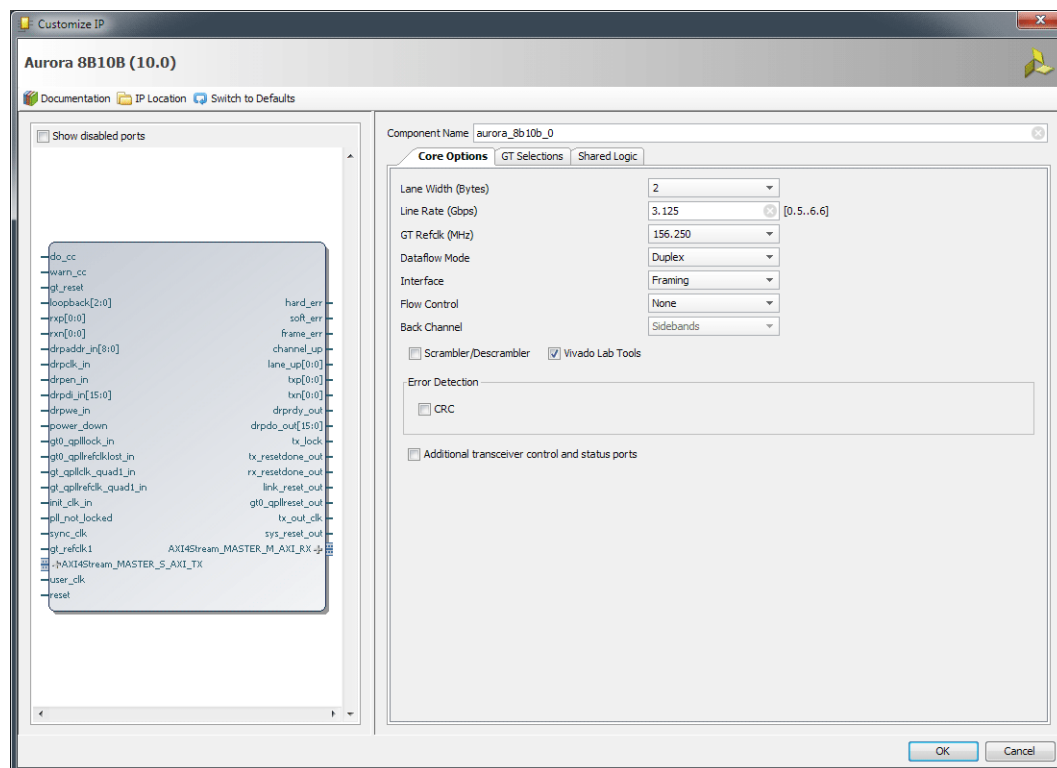 Customize IP
Aurora 8B10B (10.0)
Documentation IP Location Switch to Defaults
Show disabled ports
do_cc
warn_cc
gt_reset
loopback[2:0]
rxp[0:0]
rxn[0:0]
drpaddr_in[8:0]
drpclk_in
drpen_in
drpdi_in[15:0]
drpwe_in
power_down
gt0_qplllock_in
gt0_qpllrefclklost_in
gt_qpllclk_quad1_in
gt_qpllrefclk_quad1_in
init_clk_in
pll_not_locked
sync_clk
gt_refclk1
AXI4Stream_MASTER_S_AXI_TX
user_clk
reset
hard_err
soft_err
frame_err
channel_up
lane_up[0:0]
txp[0:0]
txn[0:0]
drprdy_out
drpdo_out[15:0]
tx_lock
tx_resetdone_out
rx_resetdone_out
link_reset_out
gt0_qpllreset_out
tx_out_clk
sys_reset_out
AXI4Stream_MASTER_M_AXI_RX
Component Name aurora_8b10b_0
Core Options GT Selections Shared Logic
Lane Width (Bytes) 2
Line Rate (Gbps) 3.125 [0.5..6.6]
GT Refclk (MHz) 156.250
Dataflow Mode Duplex
Interface Framing
Flow Control None
Back Channel Sidebands
Scrambler/Descrambler Vivado Lab Tools
Error Detection
CRC
Additional transceiver control and status ports
OK Cancel